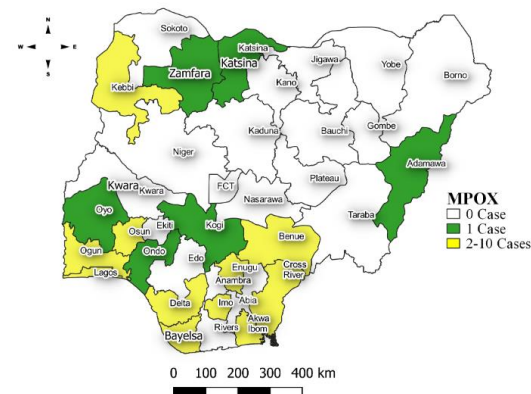 N
W E
S
Sokoto
Katsina
Zamfara
Katsina
Jigawa
Yobe
Borno
Kebbi
Kano
Kaduna
Bauchi
Gombe
Adamawa
Niger
Plateau
Kwara
Kwara
FCT
Nasarawa
Taraba
Oyo
Ekiti
Kogi
Osun
Benue
Ogun
Ondo
Edo
Enugu
Cross
River
Lagos
Anambra
Delta
Imo
Abia
Akwa
Ibom
Rivers
Bayelsa
MPOX
0 Case
1 Case
2-10 Cases
0 100 200 300 400 km